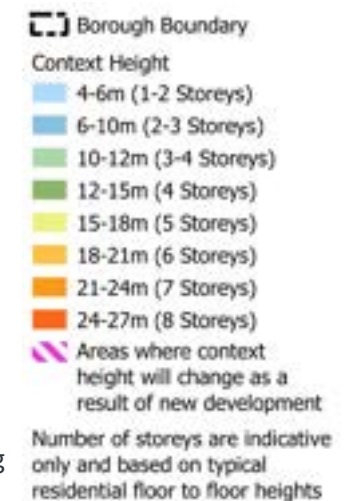 Borough Boundary
Context Height
4-6m (1-2 Storeys)
6-10m (2-3 Storeys)
10-12m (3-4 Storeys)
12-15m (4 Storeys)
15-18m (5 Storeys)
18-21m (6 Storeys)
21-24m (7 Storeys)
24-27m (8 Storeys)
Areas where context
height will change as a
result of new development
Number of storeys are indicative
g only and based on typical
residential floor to floor heights